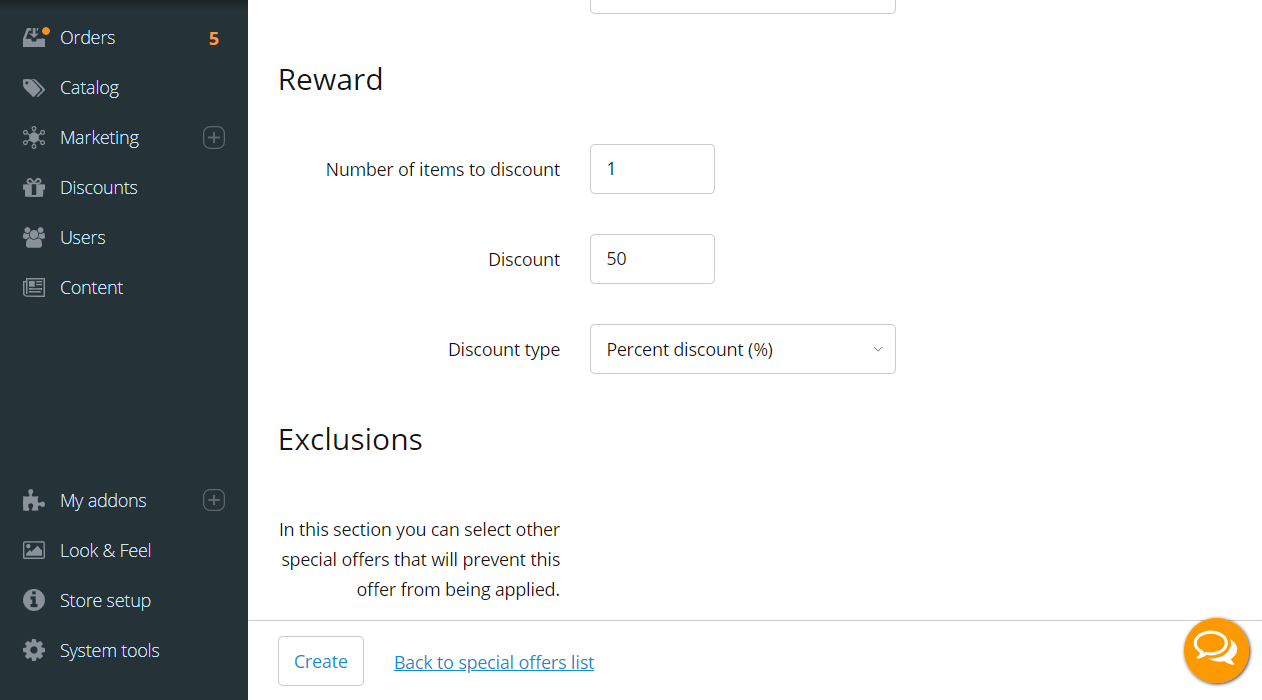 Orders 5
Catalog
Marketing
Discounts
Users
Content
My addons
Look & Feel
Store setup
System tools
Reward
Number of items to discount 1
Discount 50
Discount type Percent discount (%)
Exclusions
In this section you can select other
special offers that will prevent this
offer from being applied.
Create Back to special offers list